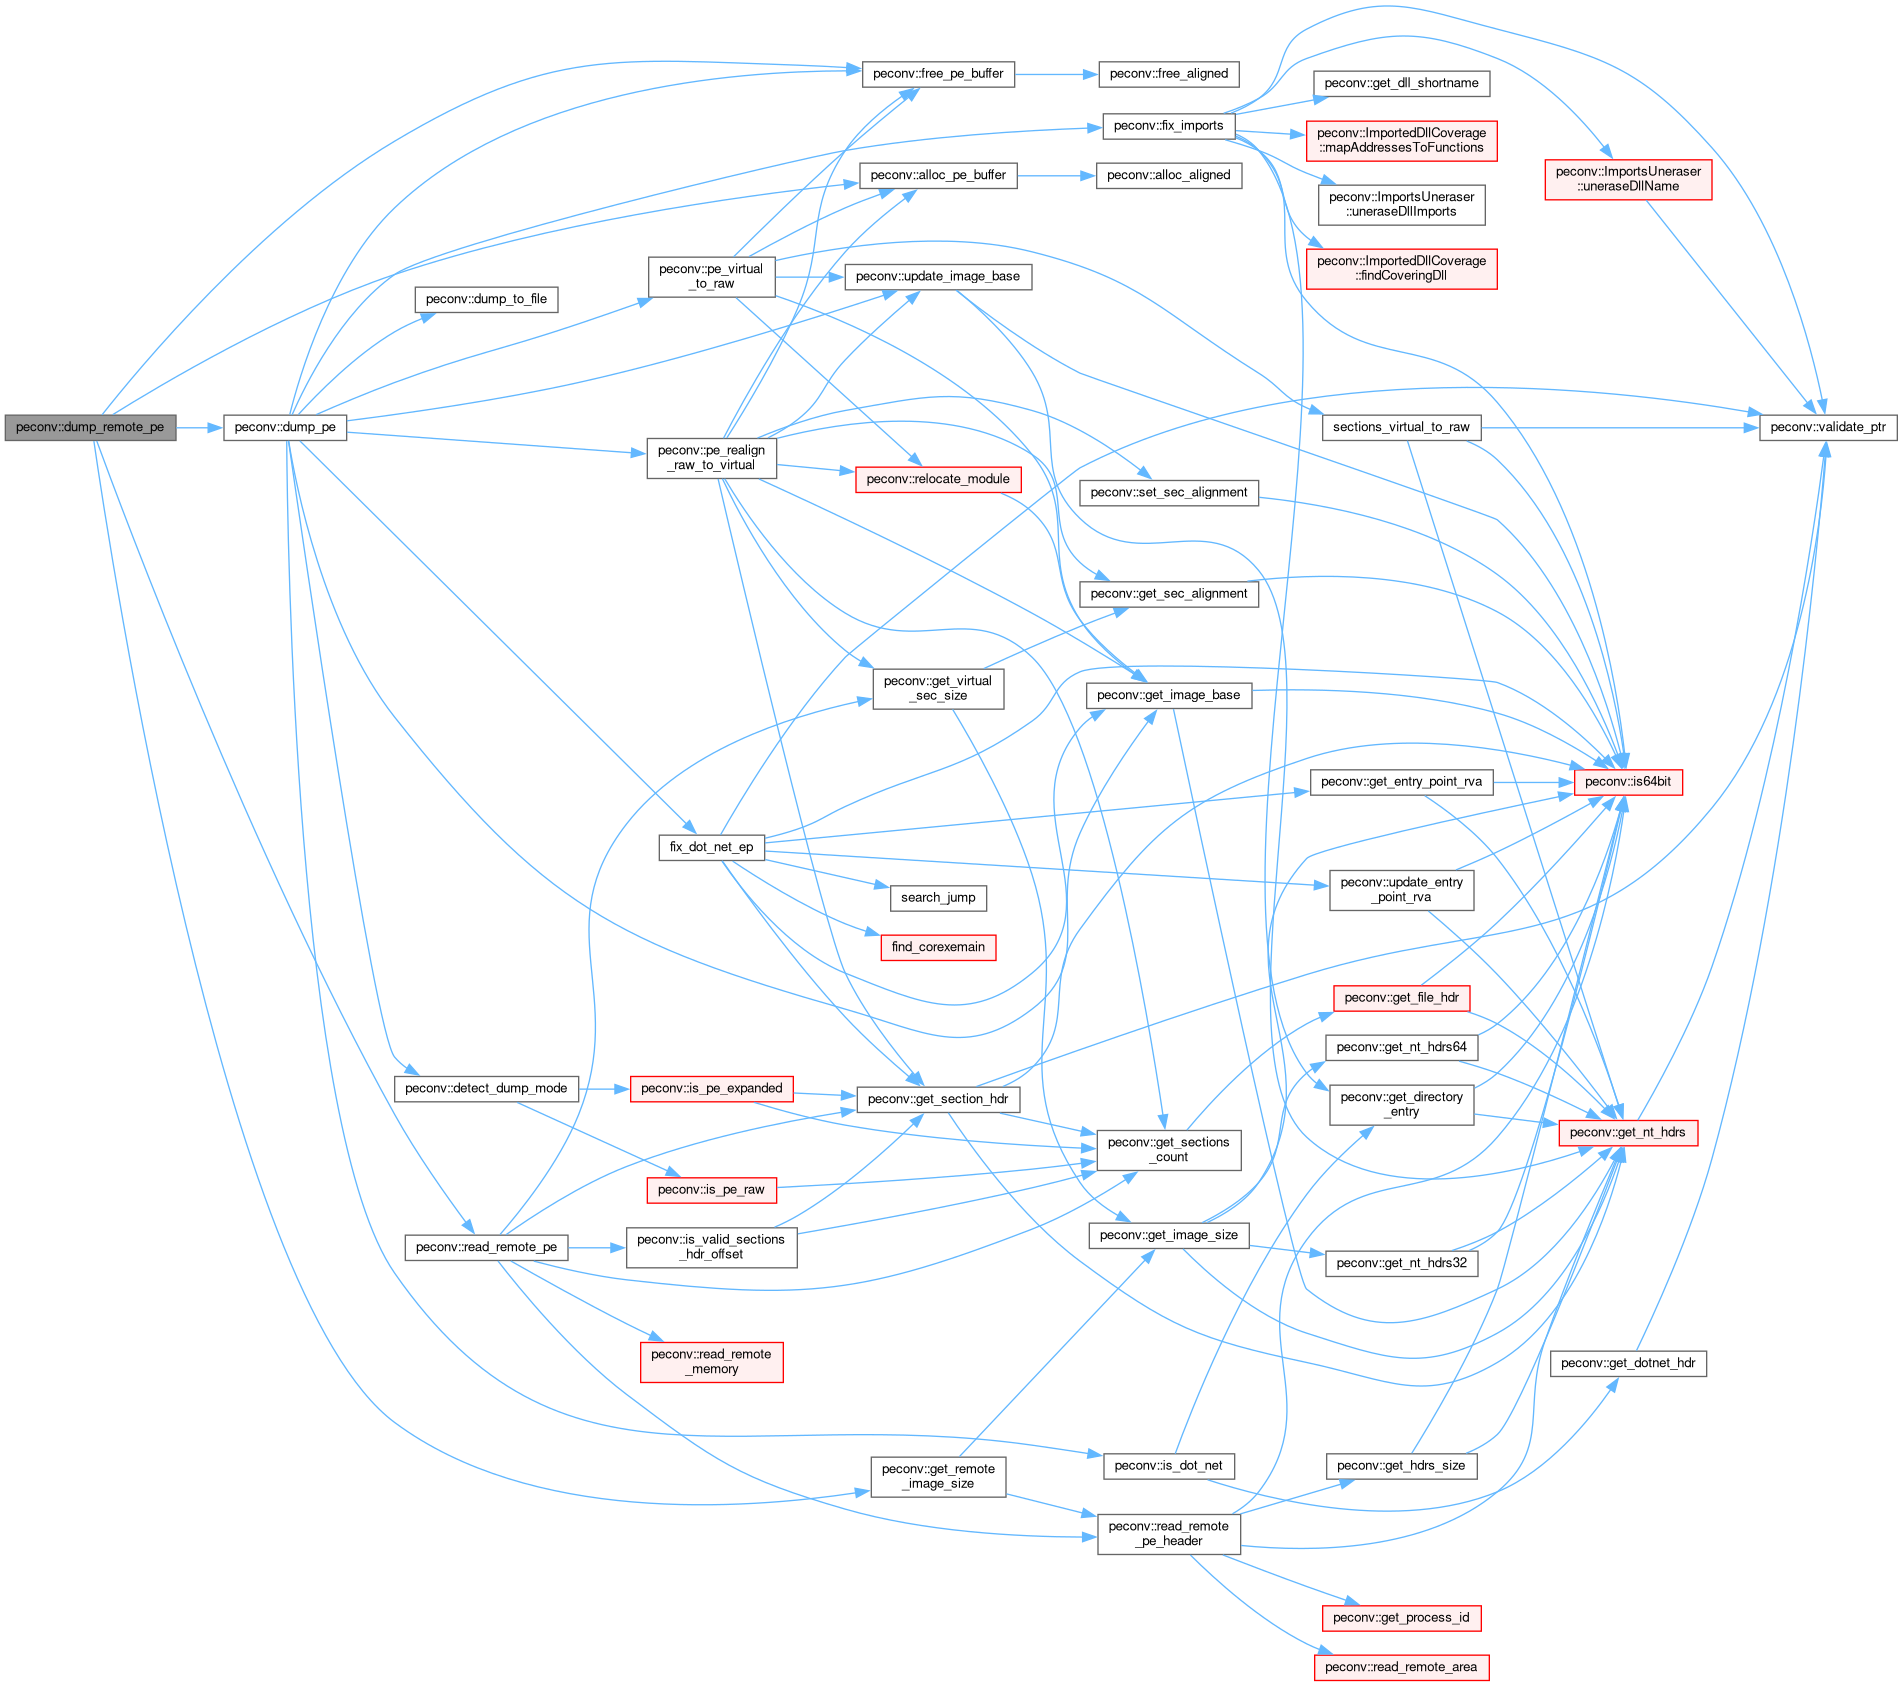 peconv::dump_remote_pe
peconv::dump_pe
peconv::dump_to_file
peconv::detect_dump_mode
peconv::read_remote_pe
peconv::pe_virtual
_to_raw
peconv::pe_realign
_raw_to_virtual
fix_dot_net_ep
peconv::is_pe_expanded
peconv::is_pe_raw
peconv::is_valid_sections
_hdr_offset
peconv::read_remote
_memory
peconv::free_pe_buffer
peconv::alloc_pe_buffer
peconv::update_image_base
peconv::relocate_module
peconv::get_virtual
_sec_size
search_jump
find_corexemain
peconv::get_section_hdr
peconv::get_remote
_image_size
peconv::free_aligned
peconv::fix_imports
peconv::alloc_aligned
peconv::set_sec_alignment
peconv::get_sec_alignment
peconv::get_image_base
peconv::get_sections
_count
peconv::get_image_size
peconv::is_dot_net
peconv::read_remote
_pe_header
peconv::get_dll_shortname
peconv::ImportedDllCoverage
::mapAddressesToFunctions
peconv::ImportsUneraser
::uneraseDllImports
peconv::ImportedDllCoverage
::findCoveringDll
sections_virtual_to_raw
peconv::get_entry_point_rva
peconv::update_entry
_point_rva
peconv::get_file_hdr
peconv::get_nt_hdrs64
peconv::get_directory
_entry
peconv::get_nt_hdrs32
peconv::get_hdrs_size
peconv::get_process_id
peconv::read_remote_area
peconv::ImportsUneraser
::uneraseDllName
peconv::is64bit
peconv::get_nt_hdrs
peconv::get_dotnet_hdr
peconv::validate_ptr